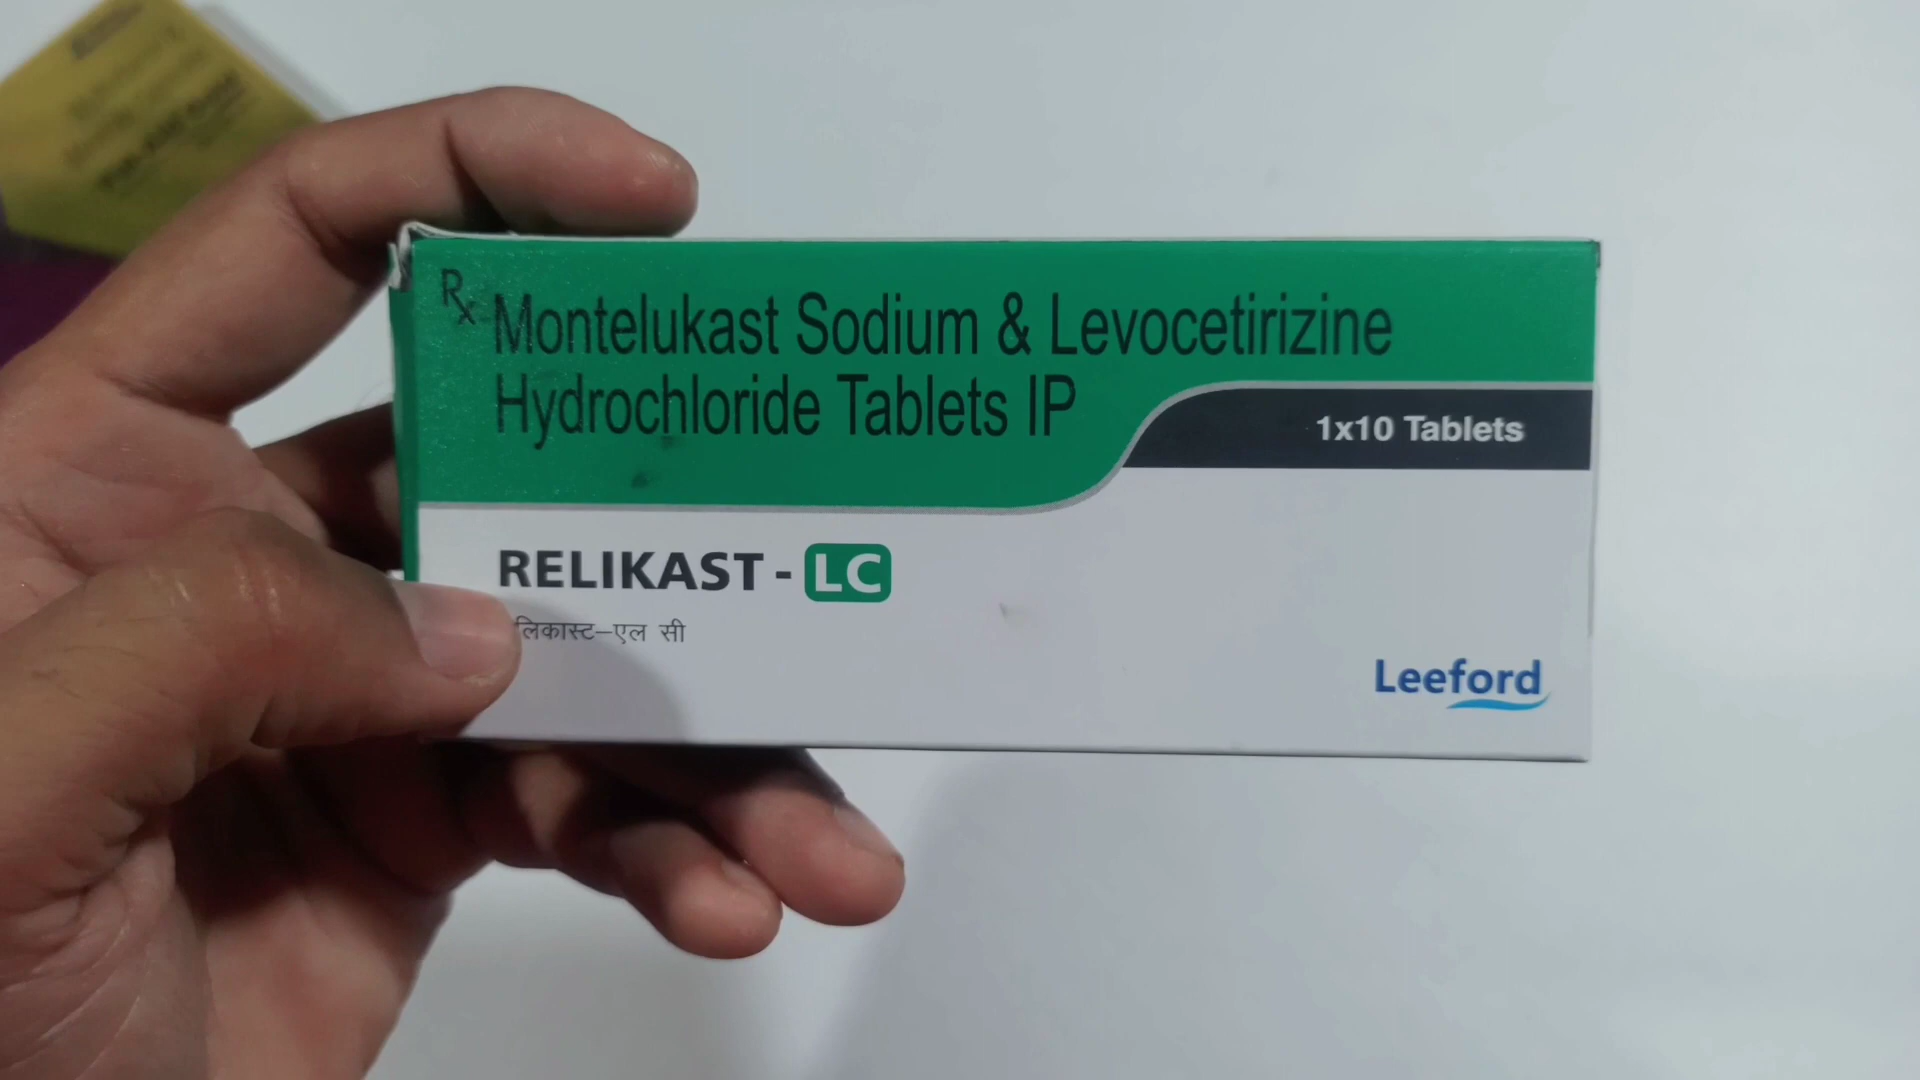 Rx Montelukast Sodium & Levocetirizine
Hydrochloride Tablets IP
1x10 Tablets
RELIKAST - LC
लिकास्ट–एल सी
Leeford